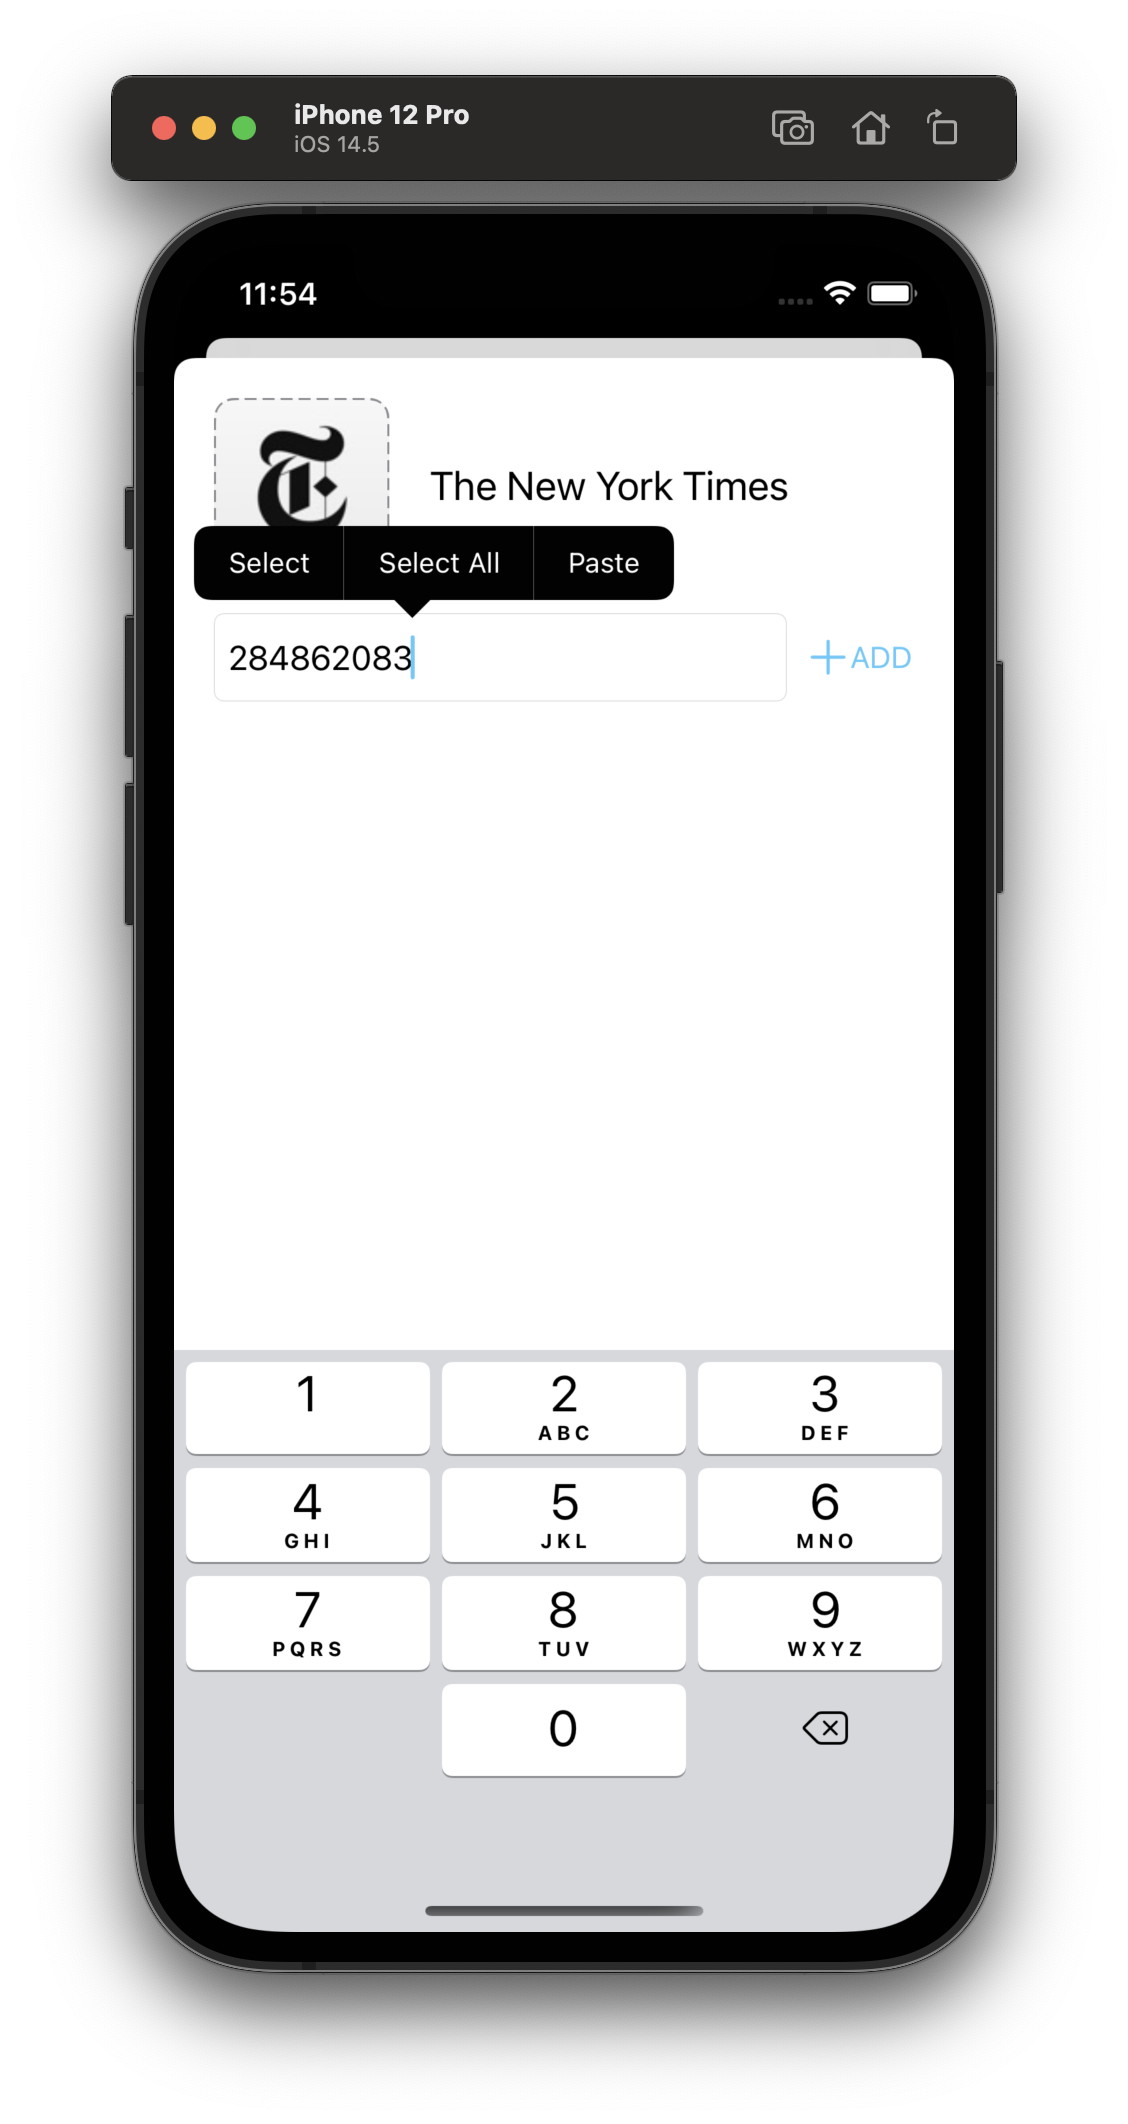 iPhone 12 Pro
iOS 14.5
11:54
The New York Times
Select Select All Paste
284862083 ADD
1 2 3
ABC DEF
4 5 6
GHI JKL MNO
7 8 9
PQRS TUV WXYZ
0